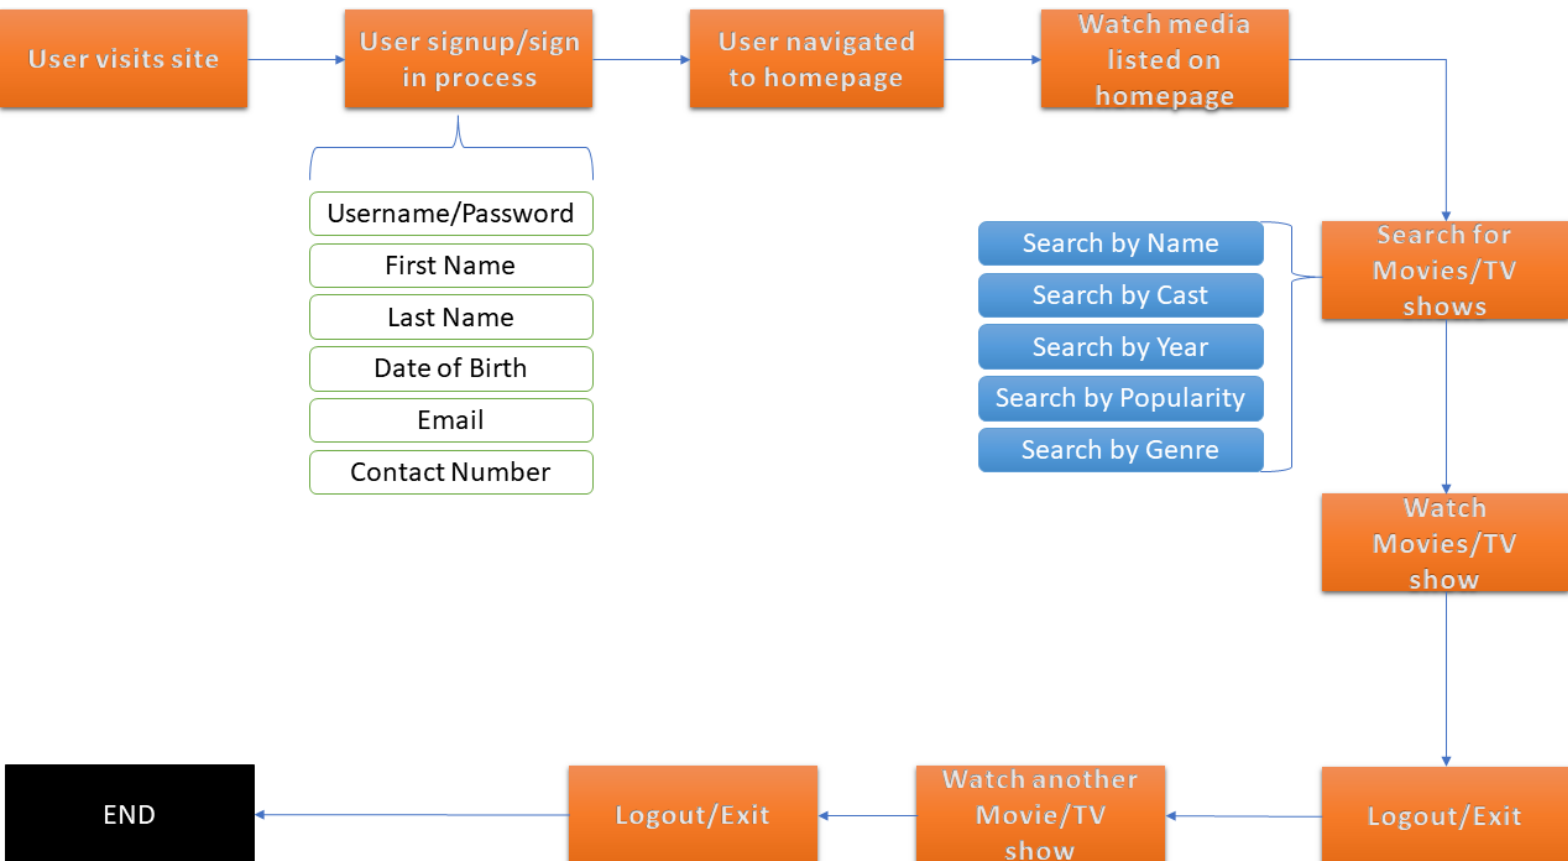 User visits site
User signup/sign
in process
User navigated
to homepage
Watch media
listed on
homepage
Username/Password
First Name
Last Name
Date of Birth
Email
Contact Number
Search by Name
Search by Cast
Search by Year
Search by Popularity
Search by Genre
Search for
Movies/TV
shows
Watch
Movies/TV
show
Logout/Exit
Watch another
Movie/TV
show
Logout/Exit
END